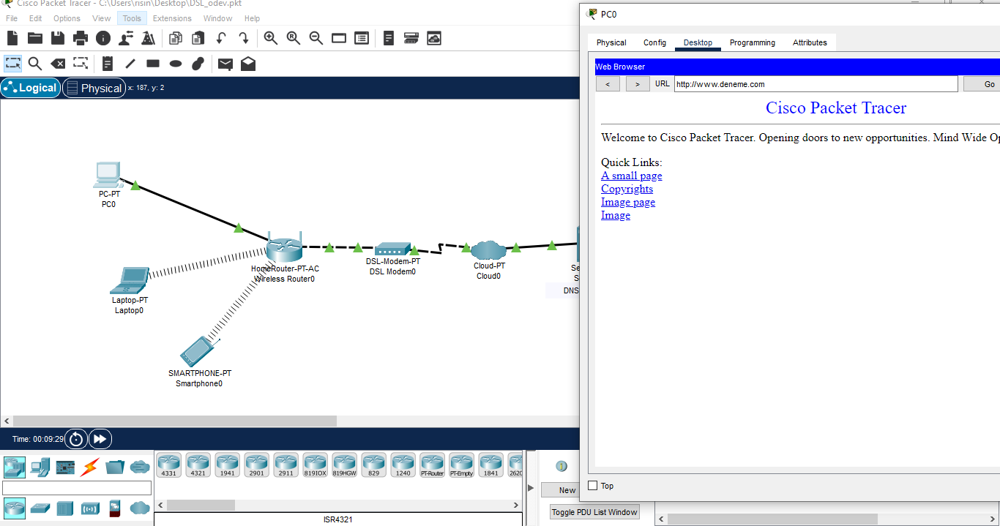 Cisco Packet Tracer - C:\Users\risin\Desktop\DSL_odev.pkt
File Edit Options View Tools Extensions Window Help
Logical Physical x: 187, y: 2
PC-PT
PC0
HomeRouter-PT-AC
Wireless Router0
DSL-Modem-PT
DSL Modem0
Cloud-PT
Cloud0
Se
S
DNS
Laptop-PT
Laptop0
SMARTPHONE-PT
Smartphone0
PC0
Physical Config Desktop Programming Attributes
Web Browser
< > URL http://www.deneme.com Go
Cisco Packet Tracer
Welcome to Cisco Packet Tracer. Opening doors to new opportunities. Mind Wide Op
Quick Links:
A small page
Copyrights
Image page
Image
Top
Time: 00:09:29
4331 4321 1941 2901 2911 819IOX 819HGW 829 1240 PT-Router PT-Empty 1841 2620
ISR4321
New
Toggle PDU List Window